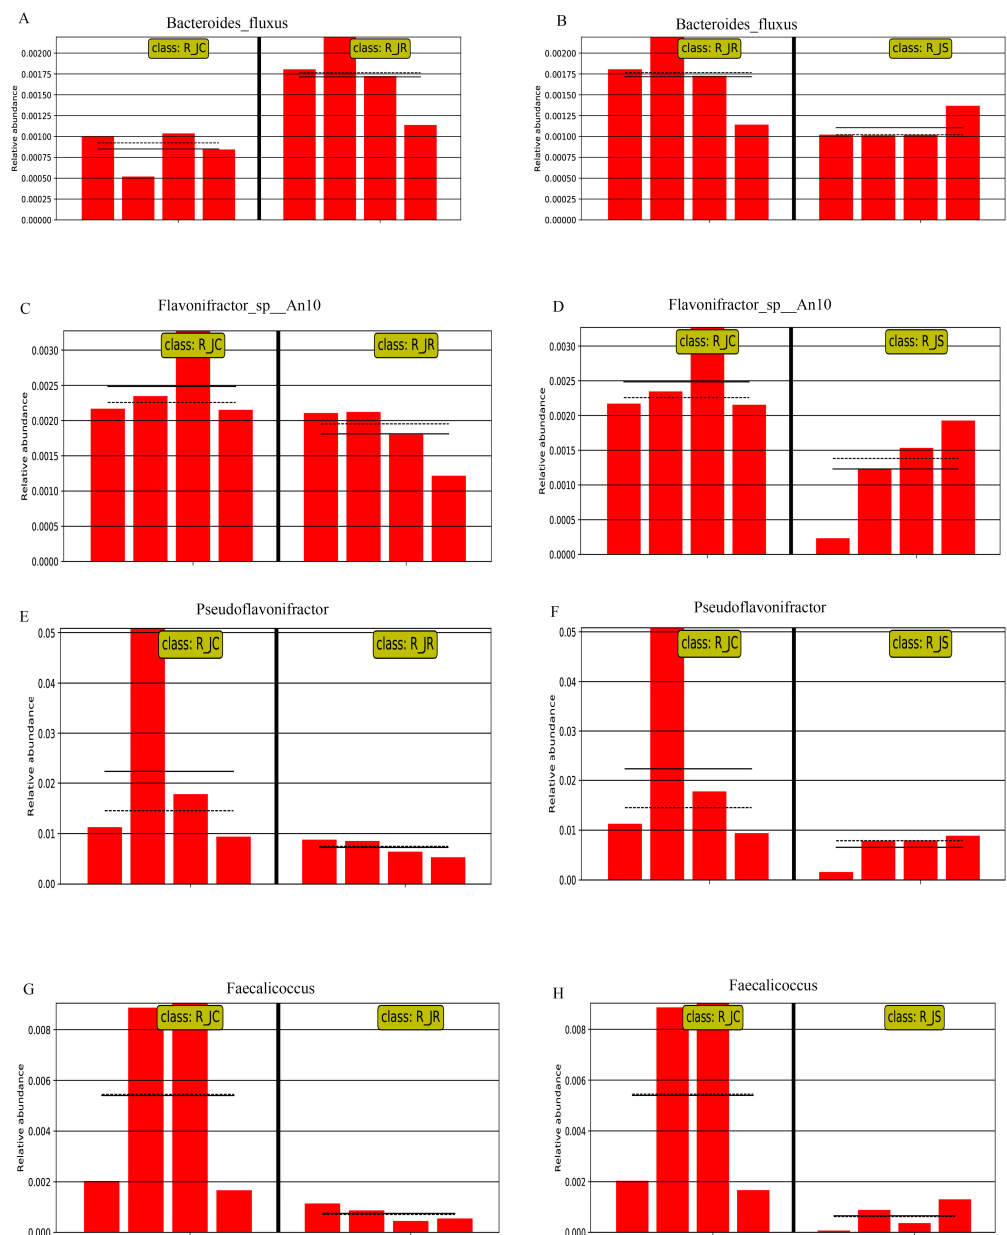 A
Bacteroides_fluxus
class: R_JC
class: R_JR
0.00200
0.00175
0.00150
0.00125
0.00100
0.00075
0.00050
0.00025
0.00000
Relative abundance
B
Bacteroides_fluxus
class: R_JR
class: R_JS
0.00200
0.00175
0.00150
0.00125
0.00100
0.00075
0.00050
0.00025
0.00000
Relative abundance
C
Flavonifractor_sp__An10
class: R_JC
class: R_JR
0.0030
0.0025
0.0020
0.0015
0.0010
0.0005
0.0000
Relative abundance
D
Flavonifractor_sp__An10
class: R_JC
class: R_JS
0.0030
0.0025
0.0020
0.0015
0.0010
0.0005
0.0000
Relative abundance
E
Pseudoflavonifractor
class: R_JC
class: R_JR
0.05
0.04
0.03
0.02
0.01
0.00
Relative abundance
F
Pseudoflavonifractor
class: R_JC
class: R_JS
0.05
0.04
0.03
0.02
0.01
0.00
Relative abundance
G
Faecalicoccus
class: R_JC
class: R_JR
0.008
0.006
0.004
0.002
0.000
Relative abundance
H
Faecalicoccus
class: R_JC
class: R_JS
0.008
0.006
0.004
0.002
0.000
Relative abundance